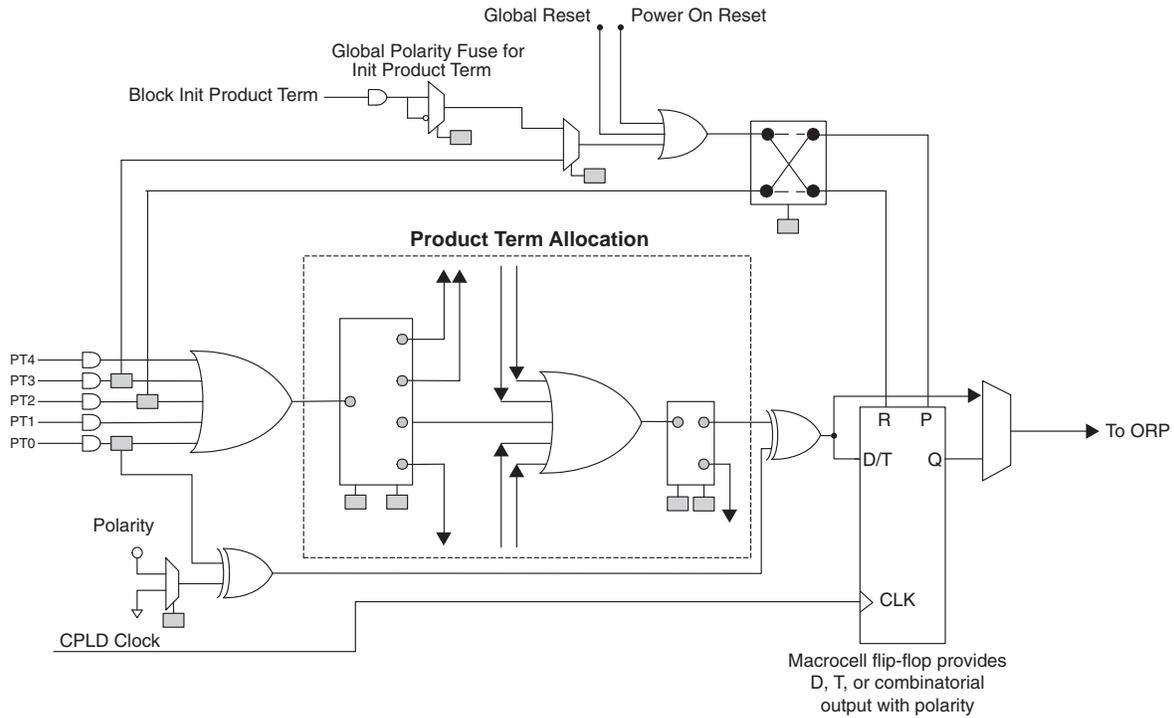 Global Reset
Power On Reset
Global Polarity Fuse for
Init Product Term
Block Init Product Term
Product Term Allocation
PT4
PT3
PT2
PT1
PT0
R
P
To ORP
D/T
Q
Polarity
CLK
CPLD Clock
Macrocell flip-flop provides
D, T, or combinatorial
output with polarity